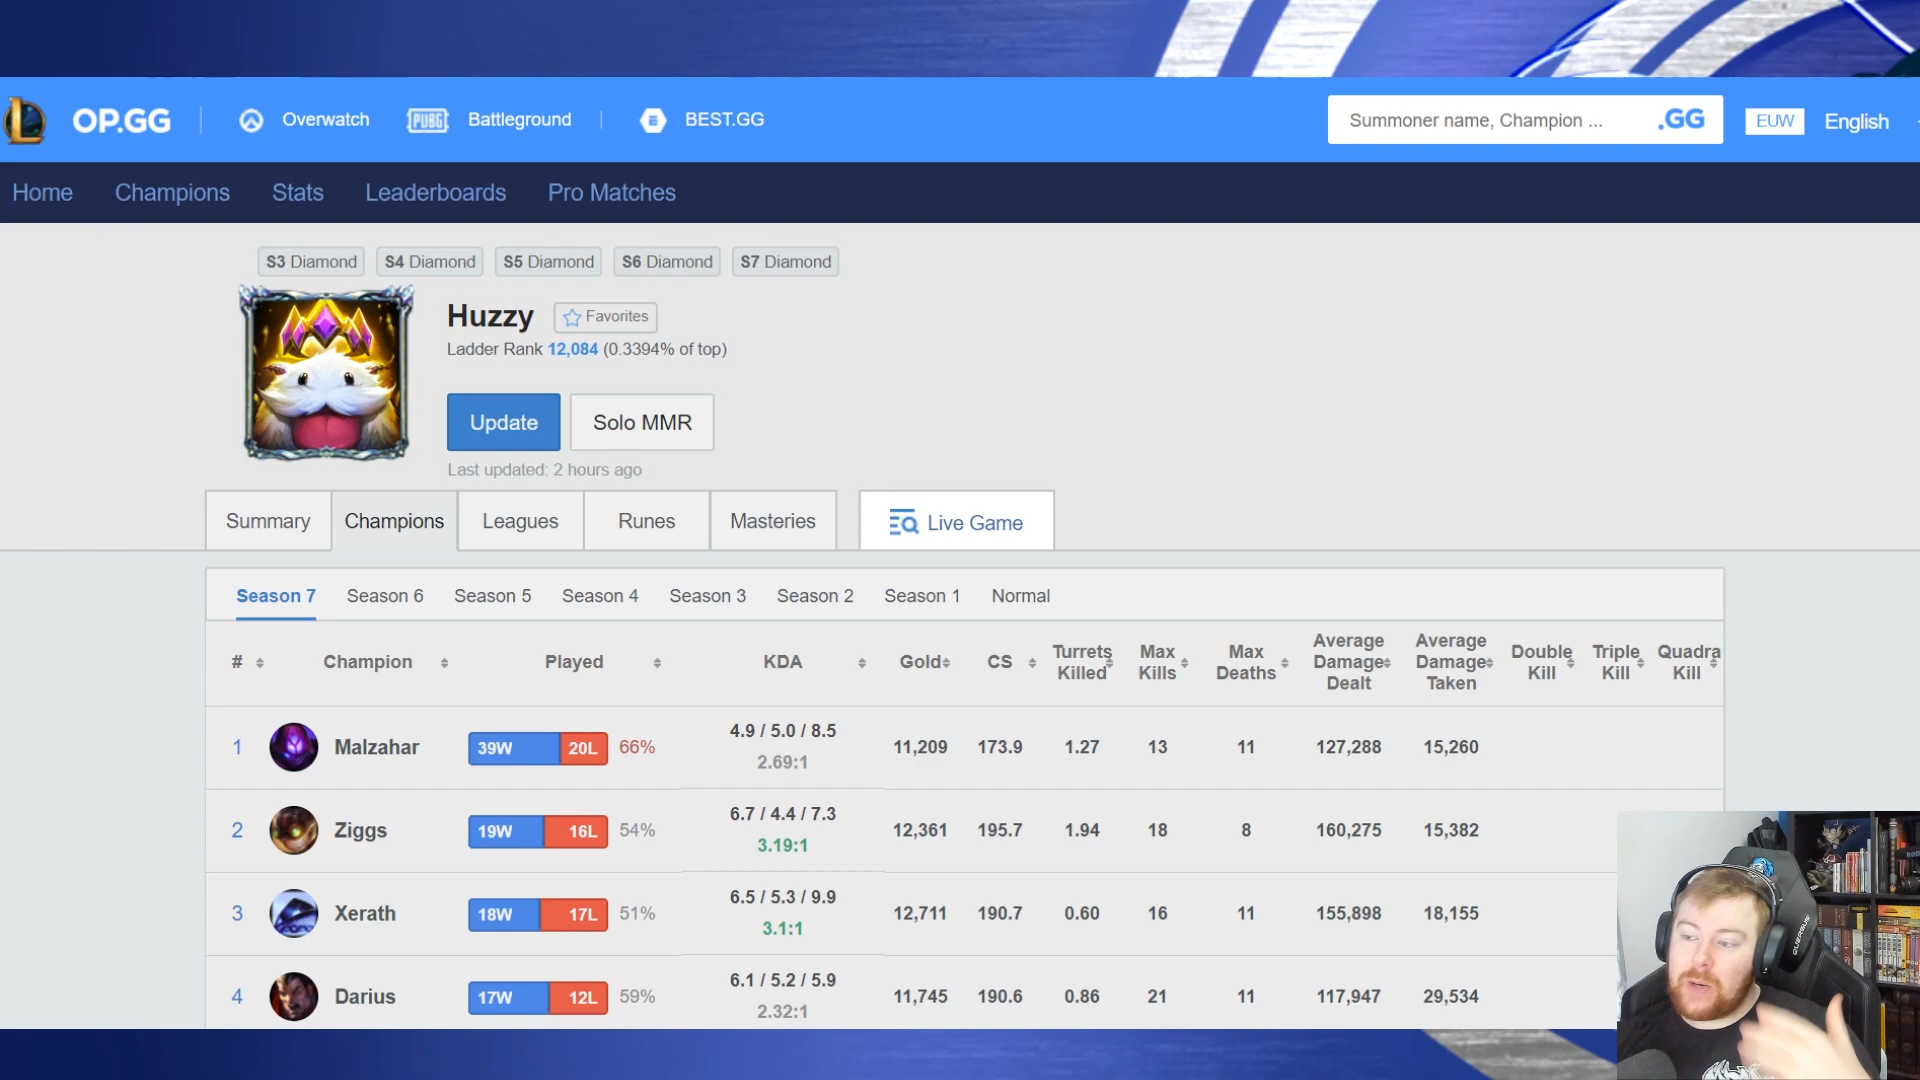 OP.GG Overwatch PUBG Battleground BEST.GG Summoner name, Champion ... .GG EUW English
Home Champions Stats Leaderboards Pro Matches
S3 Diamond S4 Diamond S5 Diamond S6 Diamond S7 Diamond
Huzzy Favorites
Ladder Rank 12,084 (0.3394% of top)
Update Solo MMR
Last updated: 2 hours ago
Summary Champions Leagues Runes Masteries Live Game
Season 7 Season 6 Season 5 Season 4 Season 3 Season 2 Season 1 Normal
# Champion Played KDA Gold CS Turrets Killed Max Kills Max Deaths Average Damage Dealt Average Damage Taken Double Kill Triple Kill Quadra Kill
1 Malzahar 39W 20L 66% 4.9 / 5.0 / 8.5 11,209 173.9 1.27 13 11 127,288 15,260
2.69:1
2 Ziggs 19W 16L 54% 6.7 / 4.4 / 7.3 12,361 195.7 1.94 18 8 160,275 15,382
3.19:1
3 Xerath 18W 17L 51% 6.5 / 5.3 / 9.9 12,711 190.7 0.60 16 11 155,898 18,155
3.1:1
4 Darius 17W 12L 59% 6.1 / 5.2 / 5.9 11,745 190.6 0.86 21 11 117,947 29,534
2.32:1